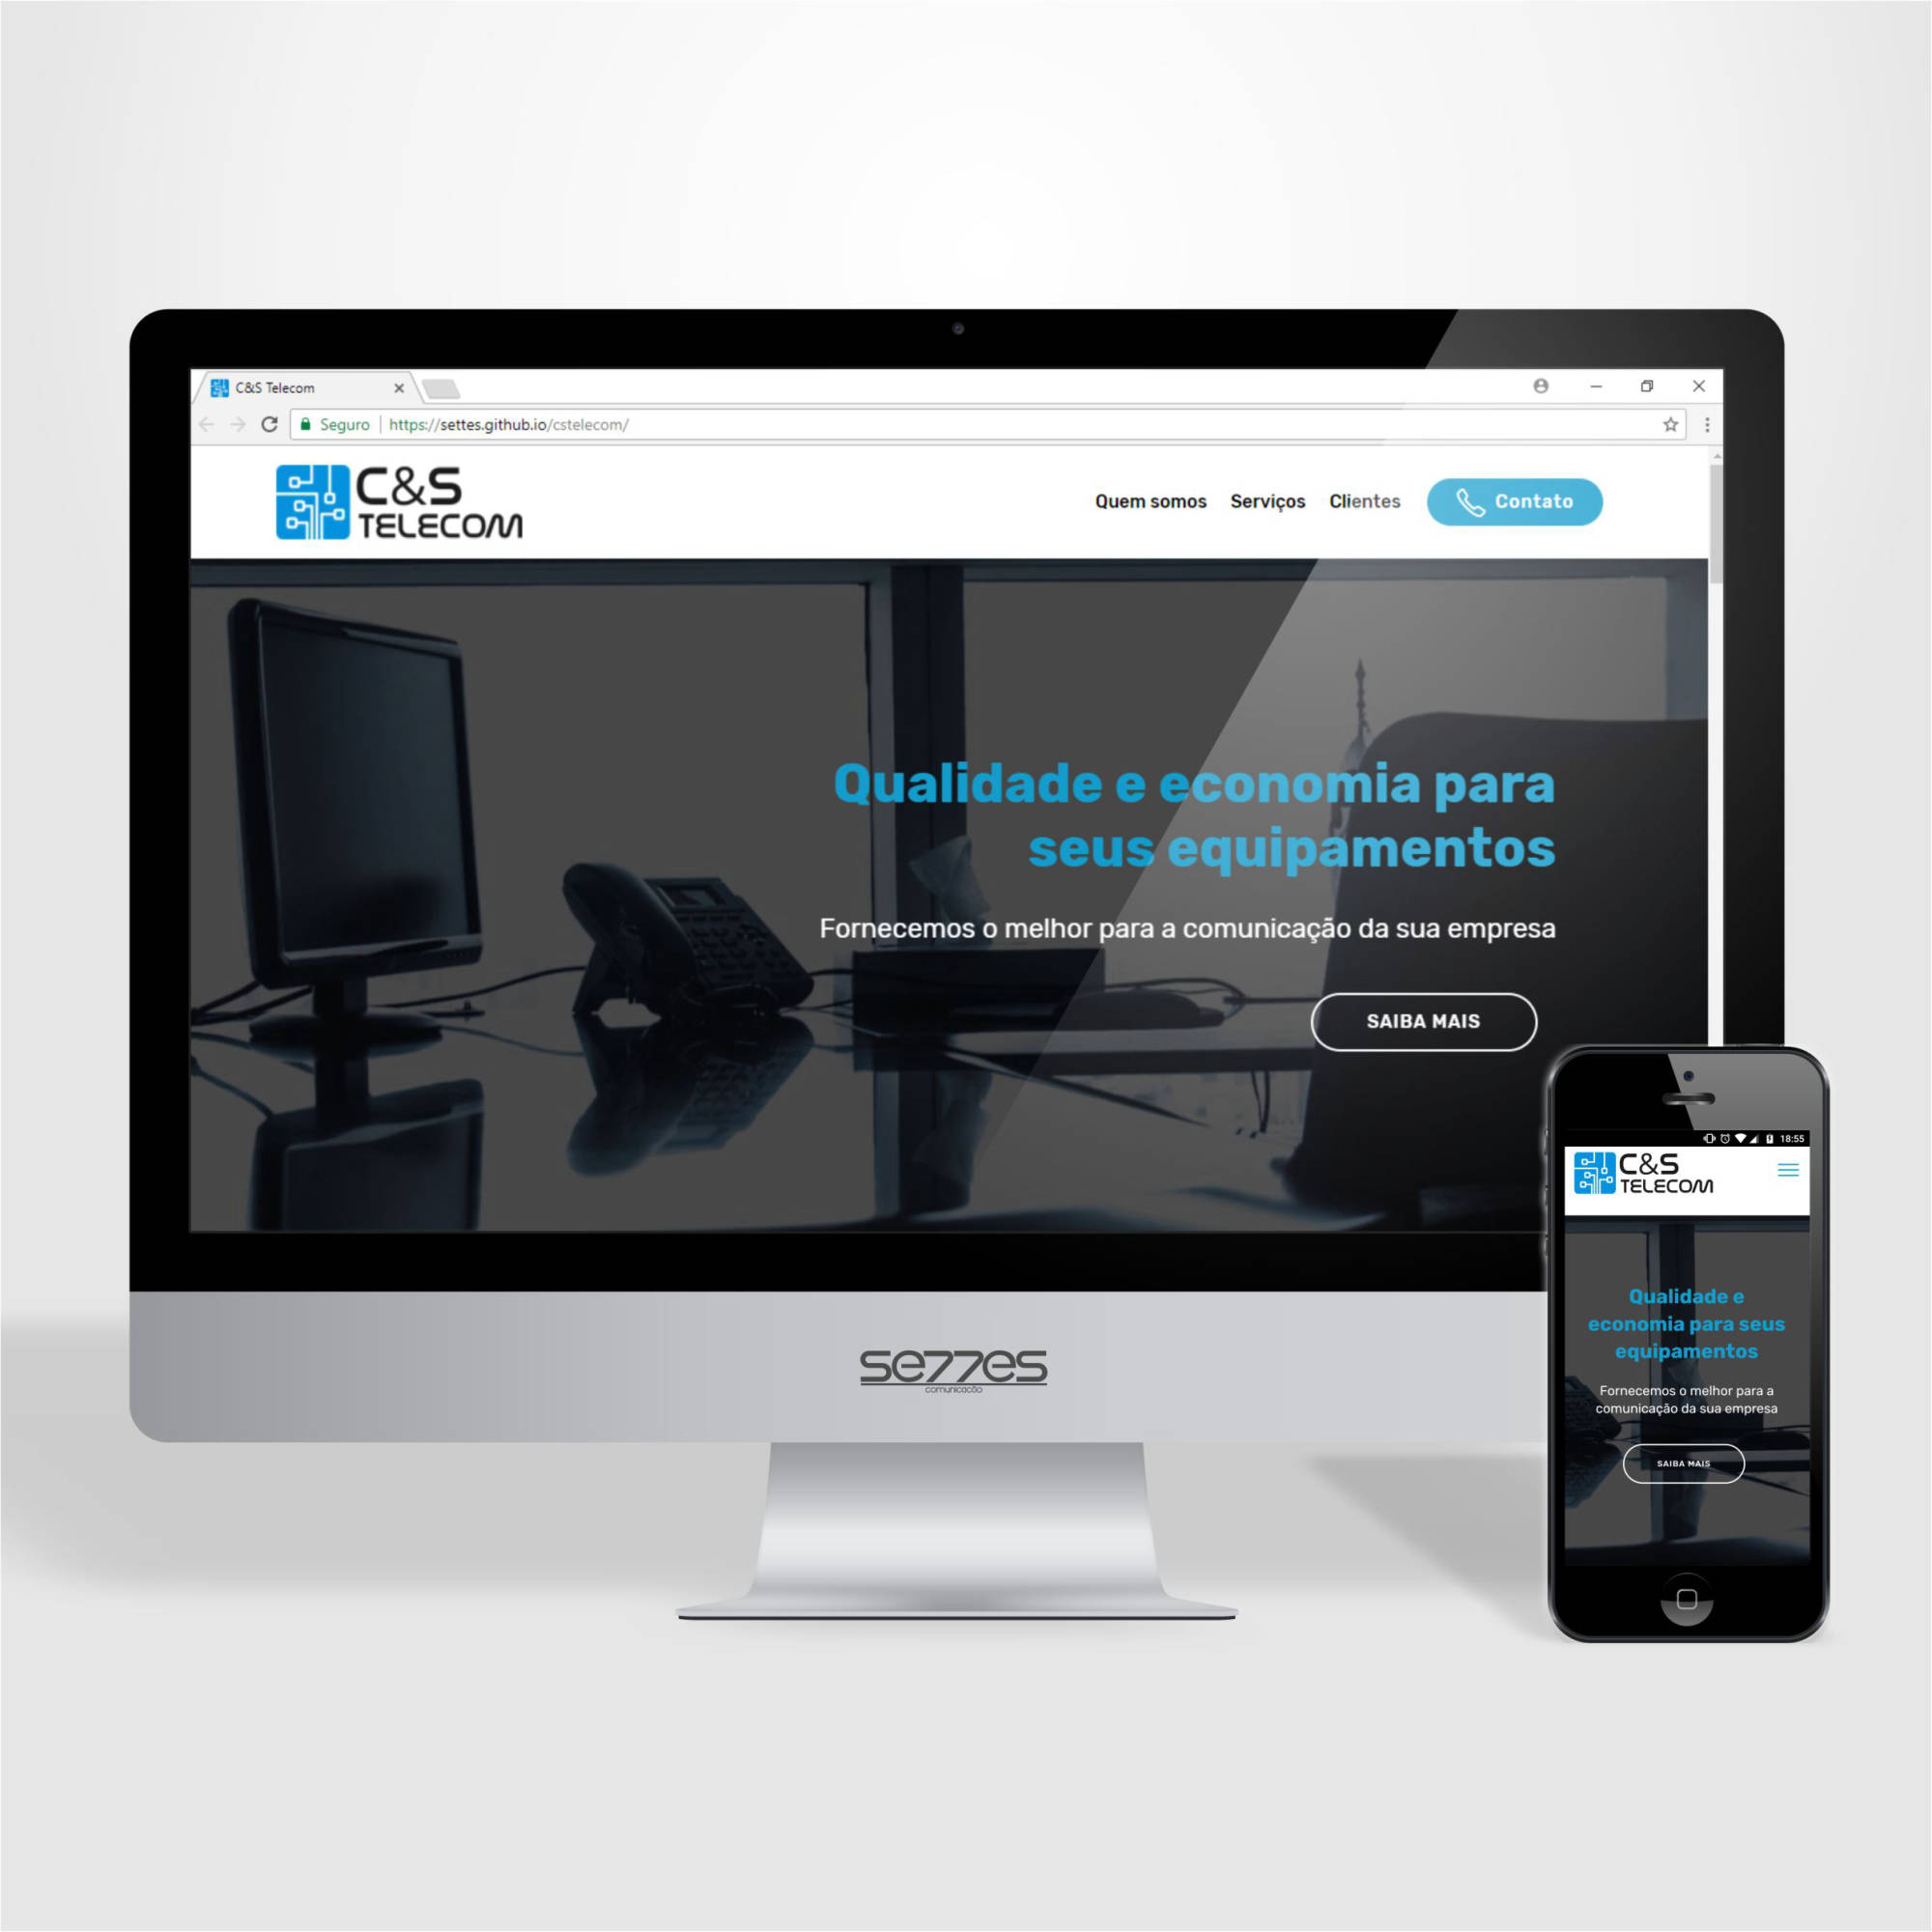 C&S Telecom
Seguro | https://settes.github.io/cstelecom/
C&S
TELECOM
Quem somos Serviços Clientes Contato
Qualidade e economia para
seus equipamentos
Fornecemos o melhor para a comunicação da sua empresa
SAIBA MAIS
18:55
C&S
TELECOM
Qualidade e
economia para seus
equipamentos
Fornecemos o melhor para a
comunicação da sua empresa
SAIBA MAIS
settes
comunicação